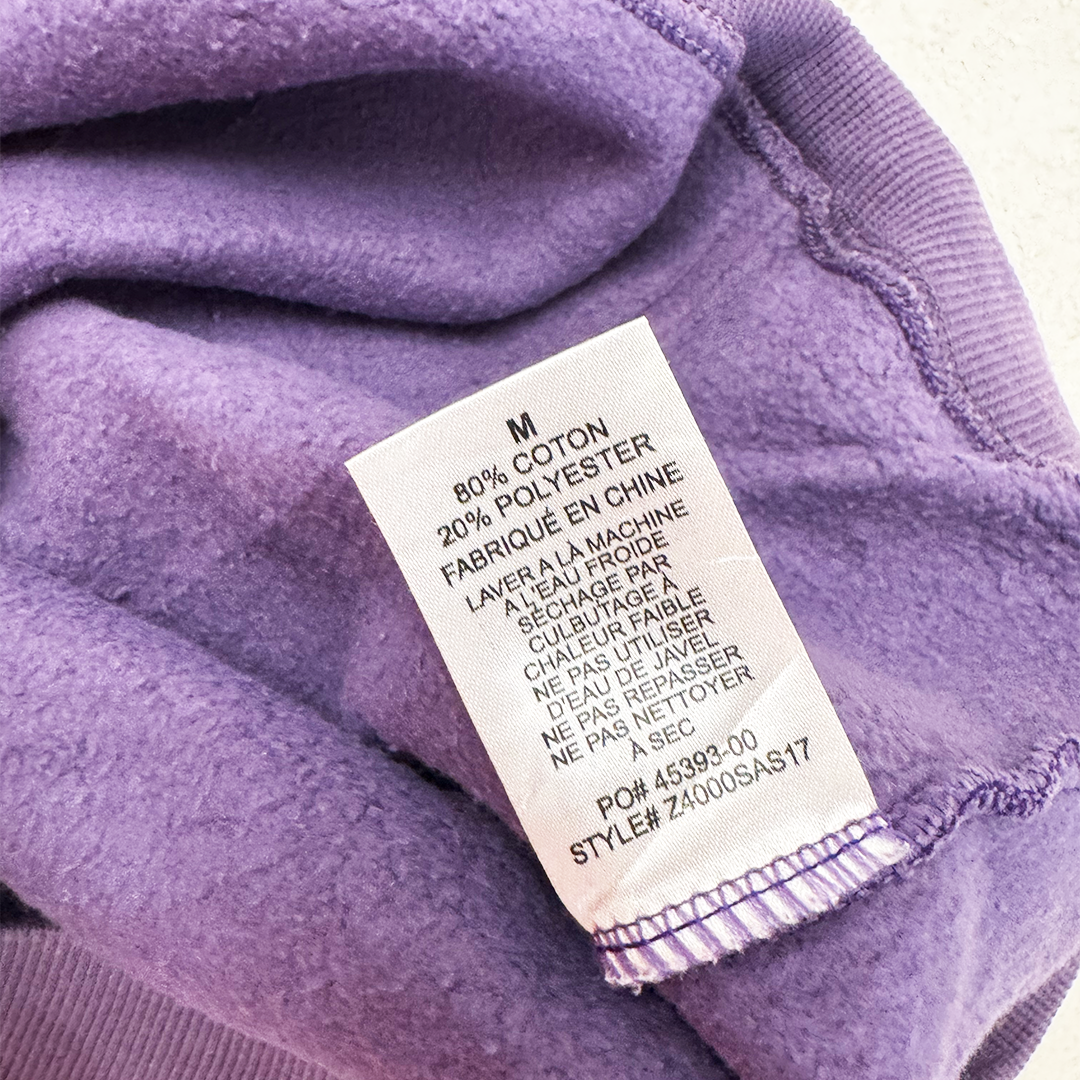 M
80% COTON
20% POLYESTER
FABRIQUÉ EN CHINE
LAVER A LA MACHINE
A L'EAU FROIDE
SÉCHAGE PAR
CULBUTAGE À
CHALEUR FAIBLE
NE PAS UTILISER
D'EAU DE JAVEL
NE PAS REPASSER
NE PAS NETTOYER
À SEC
PO# 45393-00
STYLE# Z4000SAS17